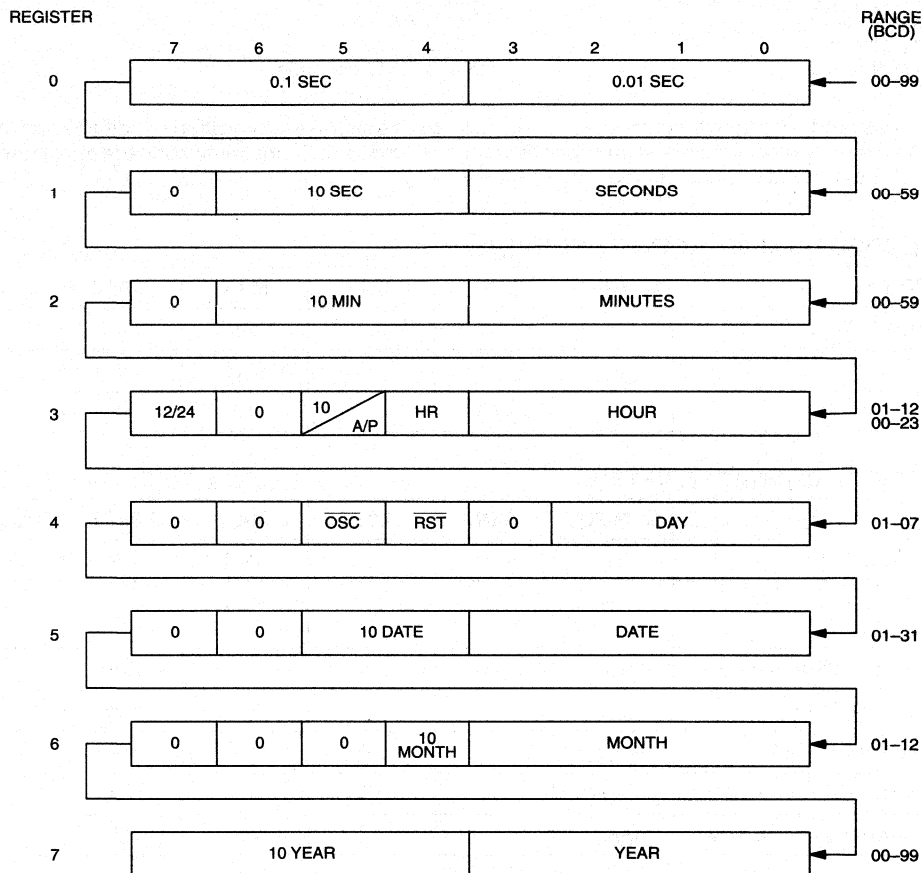 REGISTER
RANGE
(BCD)
7 6 5 4 3 2 1 0
0 0.1 SEC 0.01 SEC 00–99
1 0 10 SEC SECONDS 00–59
2 0 10 MIN MINUTES 00–59
3 12/24 0 10 A/P HR HOUR 01–12
00–23
4 0 0 OSC RST 0 DAY 01–07
5 0 0 10 DATE DATE 01–31
6 0 0 0 10 MONTH MONTH 01–12
7 10 YEAR YEAR 00–99